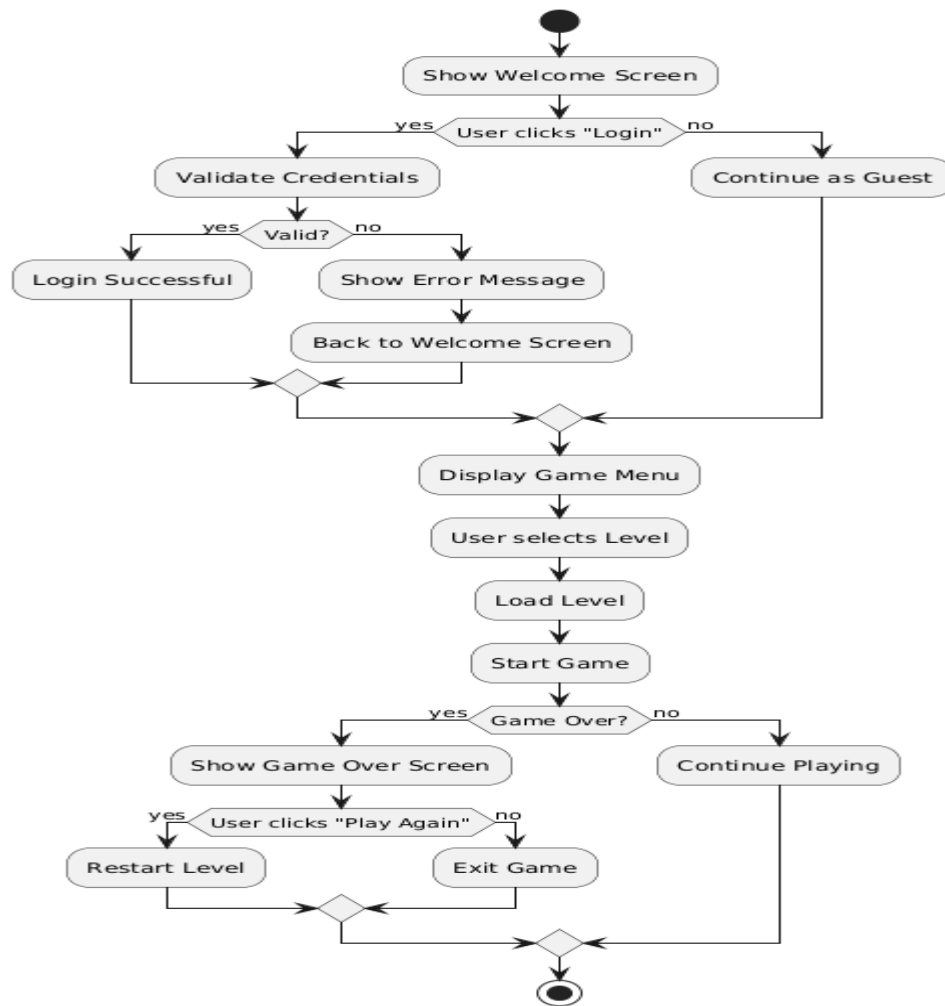 Show Welcome Screen
yes
User clicks "Login"
no
Validate Credentials
Continue as Guest
yes
Valid?
no
Login Successful
Show Error Message
Back to Welcome Screen
Display Game Menu
User selects Level
Load Level
Start Game
yes
Game Over?
no
Show Game Over Screen
Continue Playing
yes
User clicks "Play Again"
no
Restart Level
Exit Game